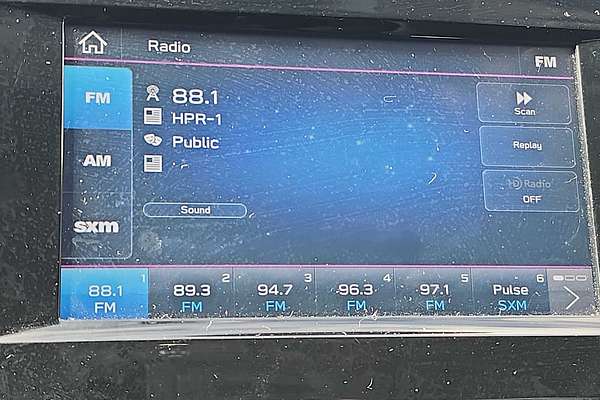 Radio
FM
FM
AM
sxm
88.1
HPR-1
Public
Sound
Scan
Replay
HD Radio
OFF
1
88.1
FM
2
89.3
FM
3
94.7
FM
4
96.3
FM
5
97.1
FM
6
Pulse
SXM